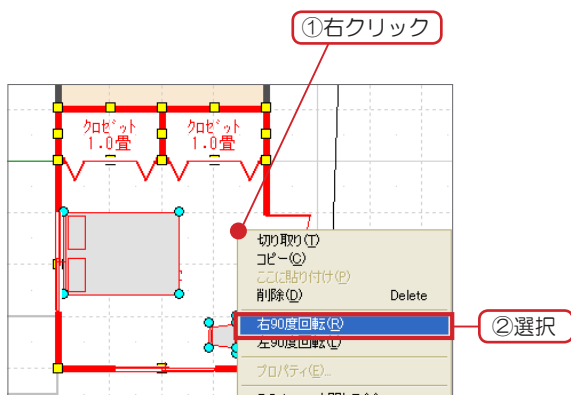 ①右クリック
クロゼット
1.0畳
クロゼット
1.0畳
切り取り(T)
コピー(C)
ここに貼り付け(P)
削除(D) Delete
右90度回転(R)
②選択
左90度回転(L)
プロパティ(E)...